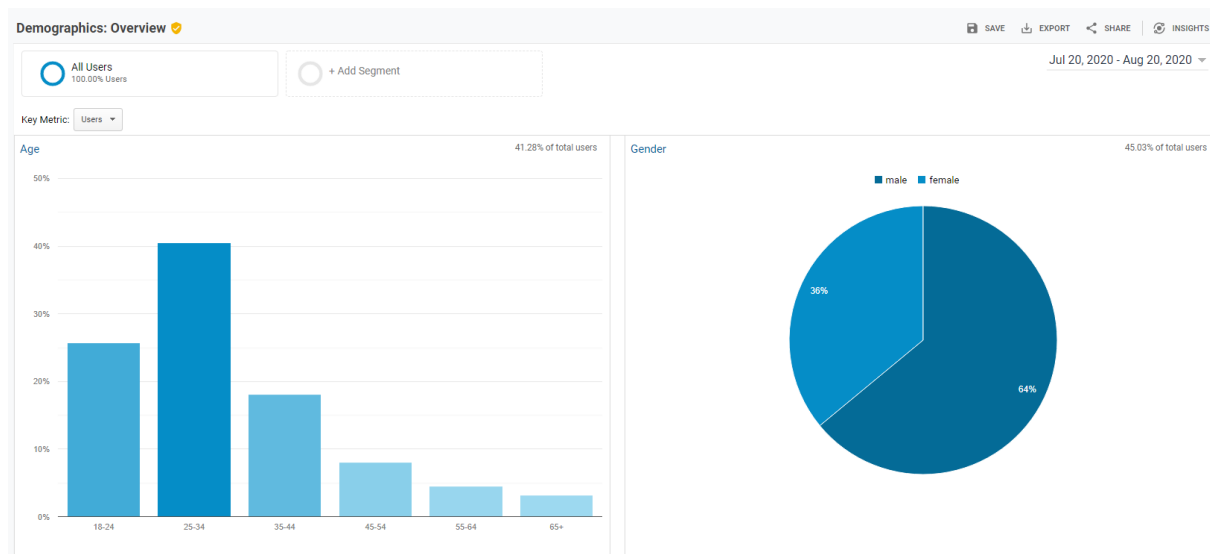 Demographics: Overview
SAVE EXPORT SHARE INSIGHTS
All Users
100.00% Users
+ Add Segment
Jul 20, 2020 - Aug 20, 2020
Key Metric: Users
Age
41.28% of total users
50%
40%
30%
20%
10%
0%
18-24 25-34 35-44 45-54 55-64 65+
Gender
45.03% of total users
male female
36%
64%